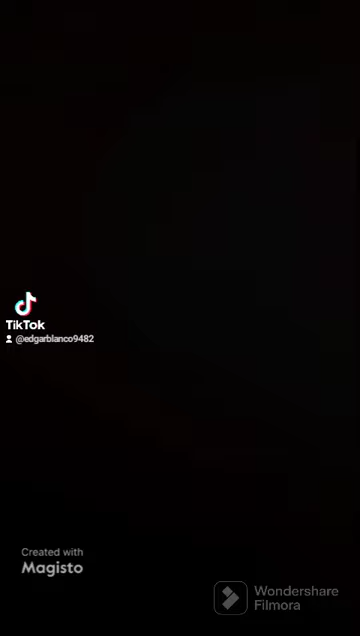 TikTok
@edgarblanco9482
Created with
Magisto
Wondershare
Filmora